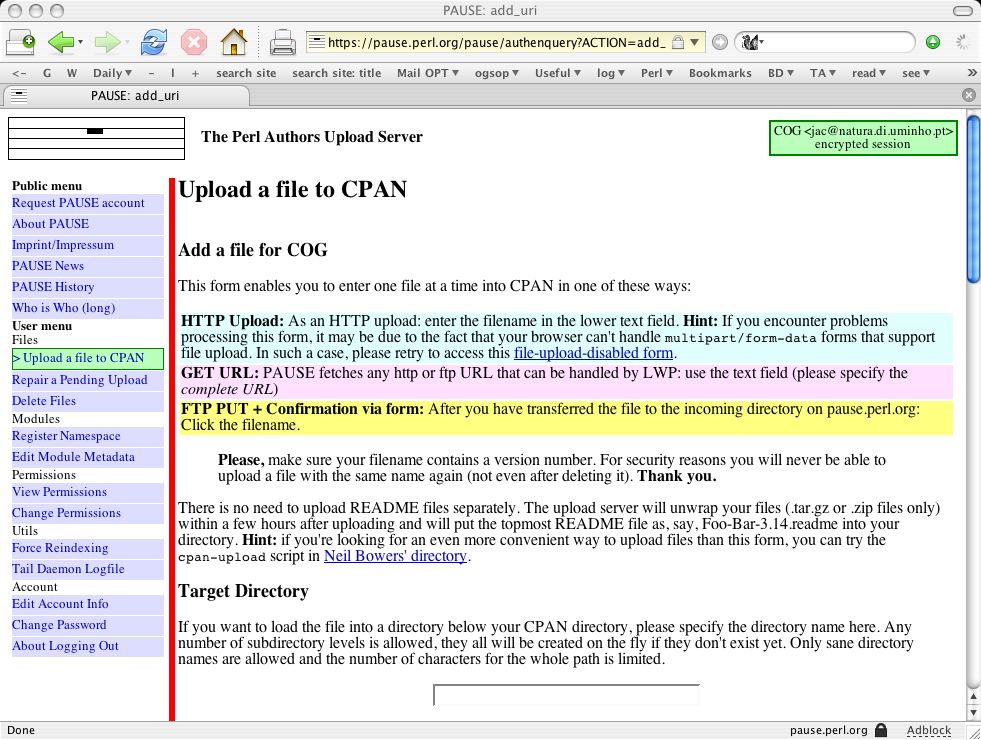 PAUSE: add_uri
https://pause.perl.org/pause/authenquery?ACTION=add_
<- G W Daily - I + search site search site: title Mail OPT ogsop Useful log Perl Bookmarks BD TA read see »
PAUSE: add_uri
The Perl Authors Upload Server
COG <jac@natura.di.uminho.pt>
encrypted session
Public menu
Request PAUSE account
About PAUSE
Imprint/Impressum
PAUSE News
PAUSE History
Who is Who (long)
User menu
Files
> Upload a file to CPAN
Repair a Pending Upload
Delete Files
Modules
Register Namespace
Edit Module Metadata
Permissions
View Permissions
Change Permissions
Utils
Force Reindexing
Tail Daemon Logfile
Account
Edit Account Info
Change Password
About Logging Out
Upload a file to CPAN
Add a file for COG
This form enables you to enter one file at a time into CPAN in one of these ways:
HTTP Upload: As an HTTP upload: enter the filename in the lower text field. Hint: If you encounter problems
processing this form, it may be due to the fact that your browser can't handle multipart/form-data forms that support
file upload. In such a case, please retry to access this file-upload-disabled form.
GET URL: PAUSE fetches any http or ftp URL that can be handled by LWP: use the text field (please specify the
complete URL)
FTP PUT + Confirmation via form: After you have transferred the file to the incoming directory on pause.perl.org:
Click the filename.
Please, make sure your filename contains a version number. For security reasons you will never be able to
upload a file with the same name again (not even after deleting it). Thank you.
There is no need to upload README files separately. The upload server will unwrap your files (.tar.gz or .zip files only)
within a few hours after uploading and will put the topmost README file as, say, Foo-Bar-3.14.readme into your
directory. Hint: if you're looking for an even more convenient way to upload files than this form, you can try the
cpan-upload script in Neil Bowers' directory.
Target Directory
If you want to load the file into a directory below your CPAN directory, please specify the directory name here. Any
number of subdirectory levels is allowed, they all will be created on the fly if they don't exist yet. Only sane directory
names are allowed and the number of characters for the whole path is limited.
Done
pause.perl.org
Adblock